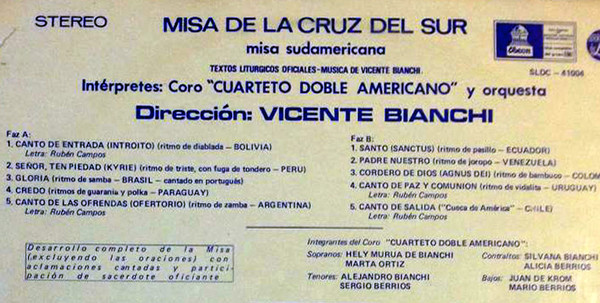 STEREO
MISA DE LA CRUZ DEL SUR
misa sudamericana
TEXTOS LITURGICOS OFICIALES-MUSICA DE VICENTE BIANCHI.
Odeon
SLDC - 41004
Intérpretes: Coro "CUARTETO DOBLE AMERICANO" y orquesta
Dirección: VICENTE BIANCHI
Faz A:
1. CANTO DE ENTRADA (INTROITO) (ritmo de diablada - BOLIVIA)
Letra: Rubén Campos
2. SEÑOR, TEN PIEDAD (KYRIE) (ritmo de triste, con fuga de tondero - PERU)
3. GLORIA (ritmo de samba - BRASIL - cantado en portugués)
4. CREDO (ritmos de guarania y polka - PARAGUAY)
5. CANTO DE LAS OFRENDAS (OFERTORIO) (ritmo de zamba - ARGENTINA)
Letra: Rubén Campos
Faz B:
1. SANTO (SANCTUS) (ritmo de pasillo - ECUADOR)
2. PADRE NUESTRO (ritmo de joropo - VENEZUELA)
3. CORDERO DE DIOS (AGNUS DEI) (ritmo de bambuco - COLOM
4. CANTO DE PAZ Y COMUNION (ritmo de vidalita - URUGUAY)
Letra: Rubén Campos
5. CANTO DE SALIDA ("Cueca de América" - CHILE)
Letra: Rubén Campos
Desarrollo completo de la Misa
(excluyendo las oraciones) con
aclamaciones cantadas y partici-
pación de sacerdote oficiante
Integrantes del Coro "CUARTETO DOBLE AMERICANO":
Sopranos: HELY MURUA DE BIANCHI
MARTA ORTIZ
Contraltos: SILVANA BIANCHI
ALICIA BERRIOS
Tenores: ALEJANDRO BIANCHI
SERGIO BERRIOS
Bajos: JUAN DE KROM
MARIO BERRIOS